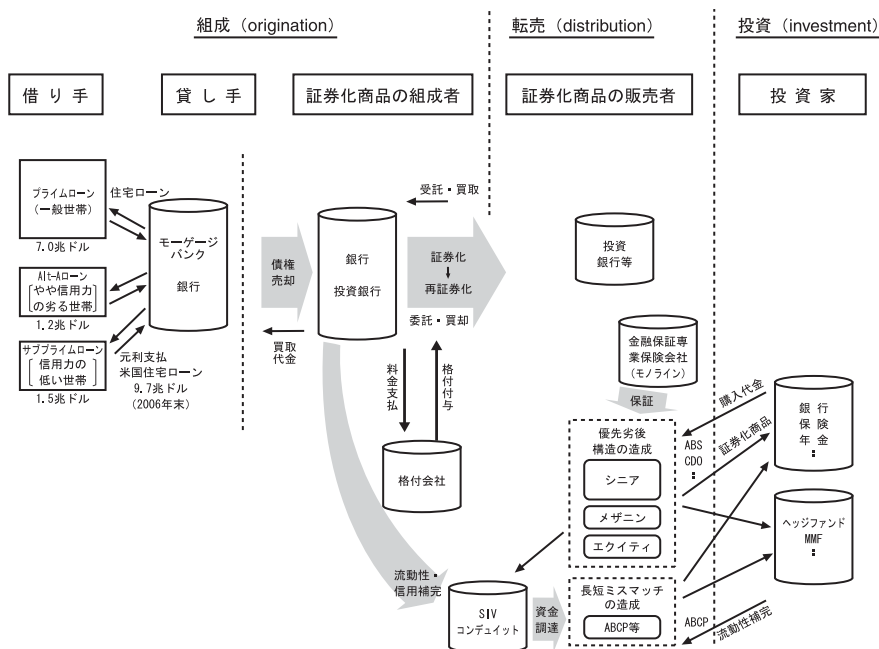 組成（origination）
転売（distribution）
投資（investment）
借り手
貸し手
証券化商品の組成者
証券化商品の販売者
投資家
プライムローン
（一般世帯）
7.0兆ドル
住宅ローン
Alt-Aローン
やや信用力
の劣る世帯
1.2兆ドル
サブプライムローン
信用力の
低い世帯
1.5兆ドル
モーゲージ
バンク
銀行
元利支払
米国住宅ローン
9.7兆ドル
（2006年末）
債権
売却
買取
代金
銀行
投資銀行
受託・買取
証券化
再証券化
委託・買却
料金支払
格付付与
格付会社
流動性・
信用補完
投資
銀行等
金融保証専
業保険会社
（モノライン）
保証
優先劣後
構造の造成
シニア
メザニン
エクイティ
ABS
CDO
：
購入代金
証券化商品
銀行
保険
年金
：
ヘッジファンド
MMF
：
SIV
コンデュイット
資金
調達
長短ミスマッチ
の造成
ABCP等
ABCP
流動性補完